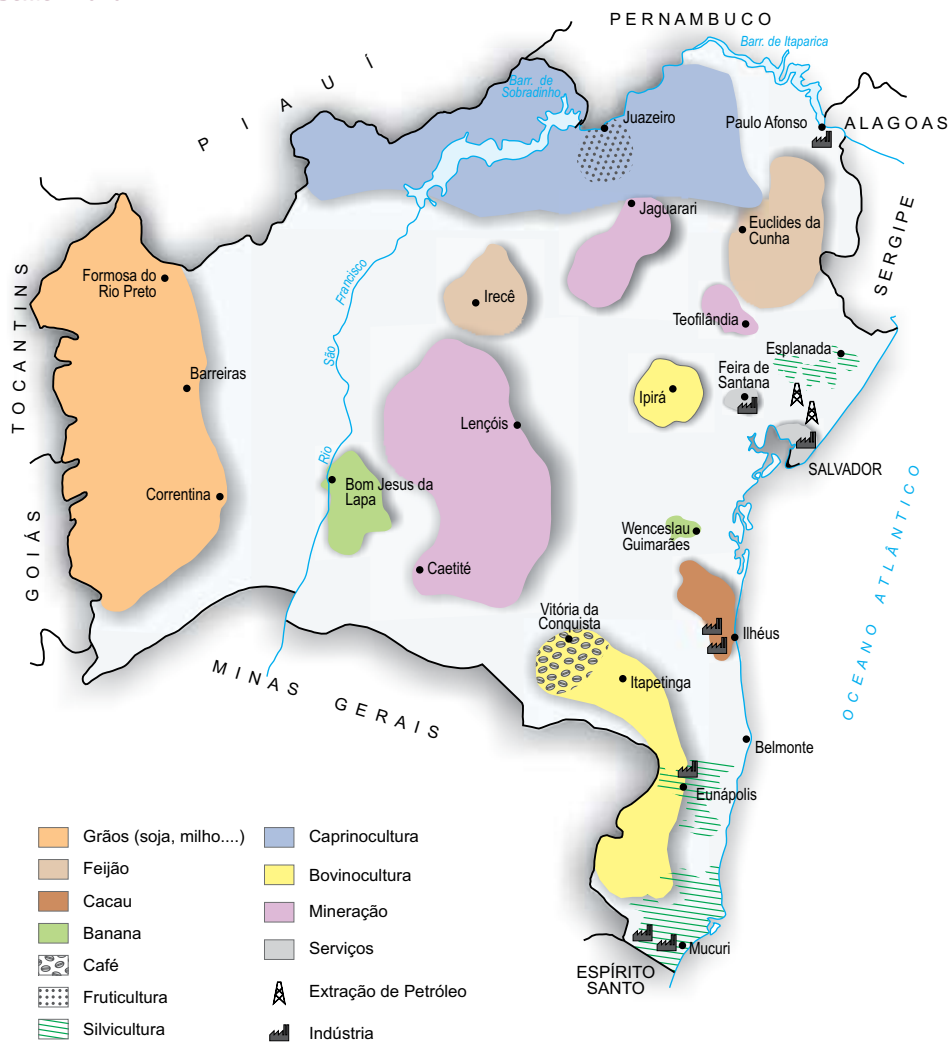 PERNAMBUCO
Barr. de Itaparica
PIAUÍ
Barr. de
Sobradinho
Juazeiro
Paulo Afonso
ALAGOAS
Jaguarari
Euclides da
Cunha
SERGIPE
TOCANTINS
Formosa do
Rio Preto
Francisco
Irecê
Teofilândia
Esplanada
São
Barreiras
Ipirá
Feira de
Santana
Lençóis
Rio
SALVADOR
Bom Jesus da
Lapa
Correntina
GOIÁS
Wenceslau
Guimarães
OCEANO ATLÂNTICO
Caetité
Vitória da
Conquista
Ilhéus
MINAS GERAIS
Itapetinga
Belmonte
Eunápolis
Mucuri
ESPÍRITO
SANTO
Grãos (soja, milho....)
Feijão
Cacau
Banana
Café
Fruticultura
Silvicultura
Caprinocultura
Bovinocultura
Mineração
Serviços
Extração de Petróleo
Indústria